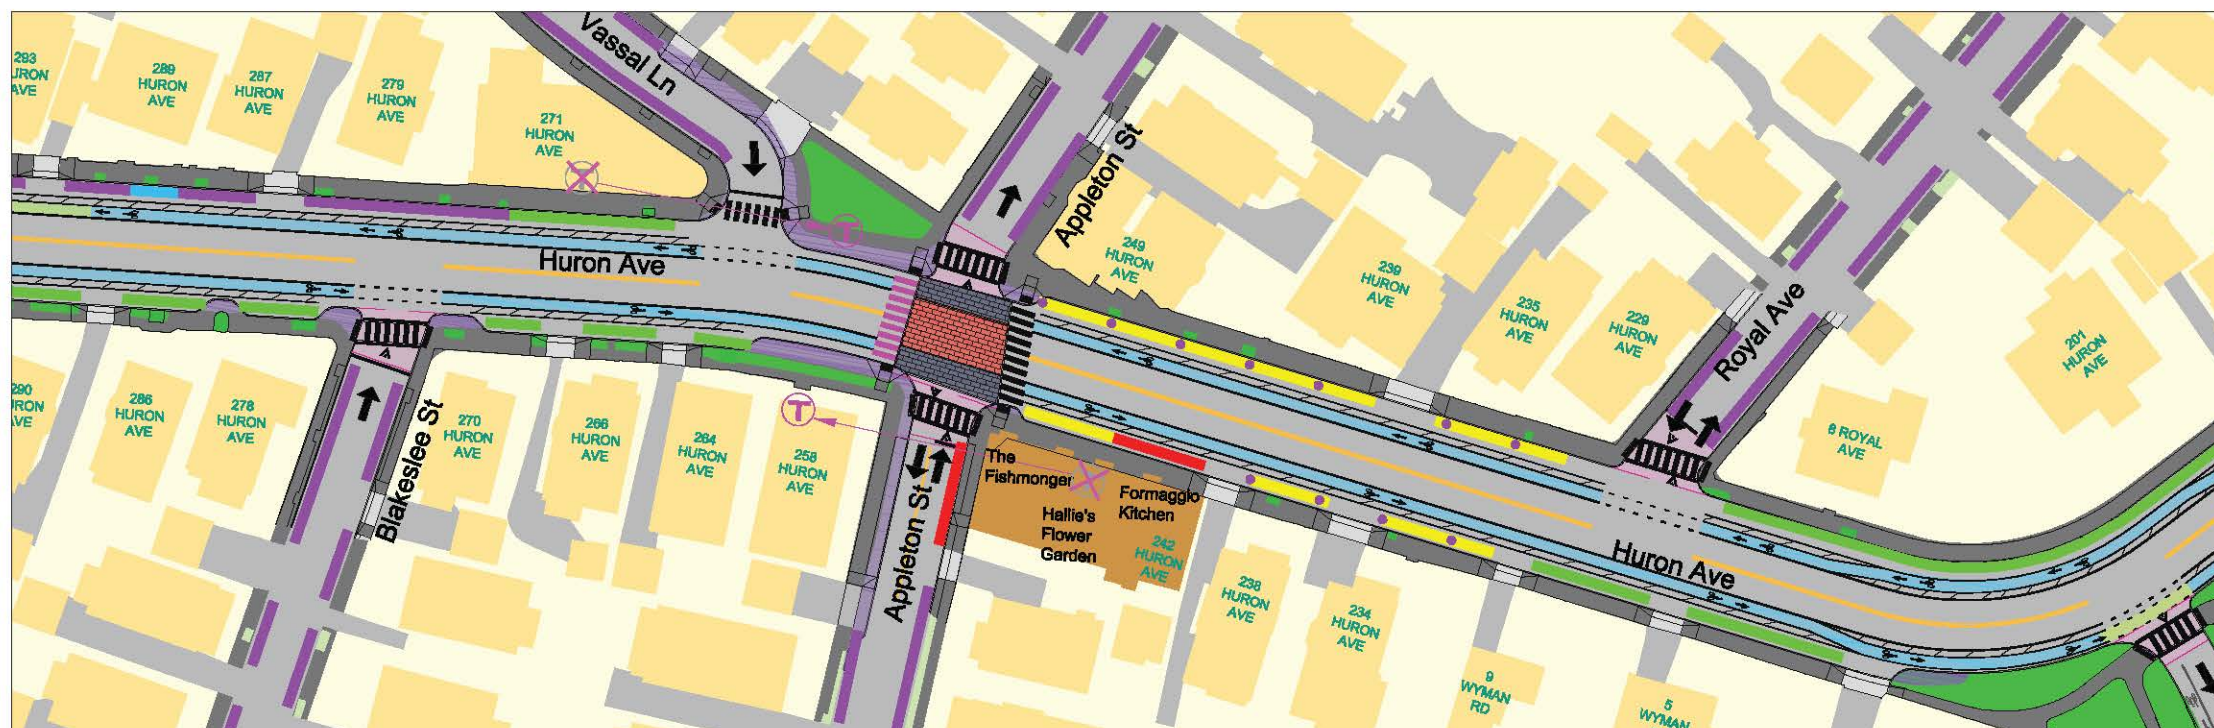 Vassal Ln
293
HURON
AVE
289
HURON
AVE
287
HURON
AVE
279
HURON
AVE
271
HURON
AVE
T
Appleton St
249
HURON
AVE
239
HURON
AVE
235
HURON
AVE
229
HURON
AVE
Royal Ave
201
HURON
AVE
8 ROYAL
AVE
Huron Ave
290
HURON
AVE
286
HURON
AVE
278
HURON
AVE
Blakeslee St
270
HURON
AVE
266
HURON
AVE
264
HURON
AVE
258
HURON
AVE
T
Appleton St
The
Fishmonger
Hallie's
Flower
Garden
Formaggio
Kitchen
242
HURON
AVE
238
HURON
AVE
234
HURON
AVE
Huron Ave
9
WYMAN
RD
5
WYMAN